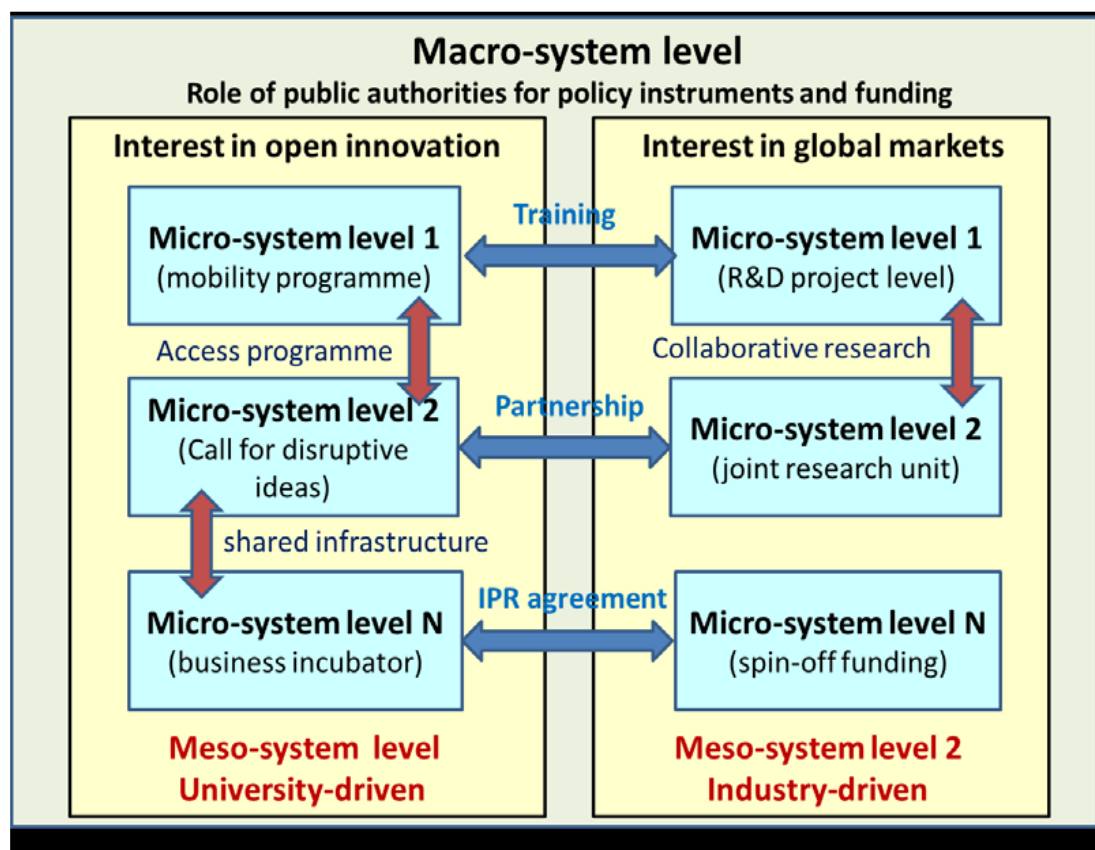 Macro-system level
Role of public authorities for policy instruments and funding
Interest in open innovation
Interest in global markets
Micro-system level 1
(mobility programme)
Training
Micro-system level 1
(R&D project level)
Access programme
Collaborative research
Micro-system level 2
(Call for disruptive
ideas)
Partnership
Micro-system level 2
(joint research unit)
shared infrastructure
Micro-system level N
(business incubator)
IPR agreement
Micro-system level N
(spin-off funding)
Meso-system level
University-driven
Meso-system level 2
Industry-driven